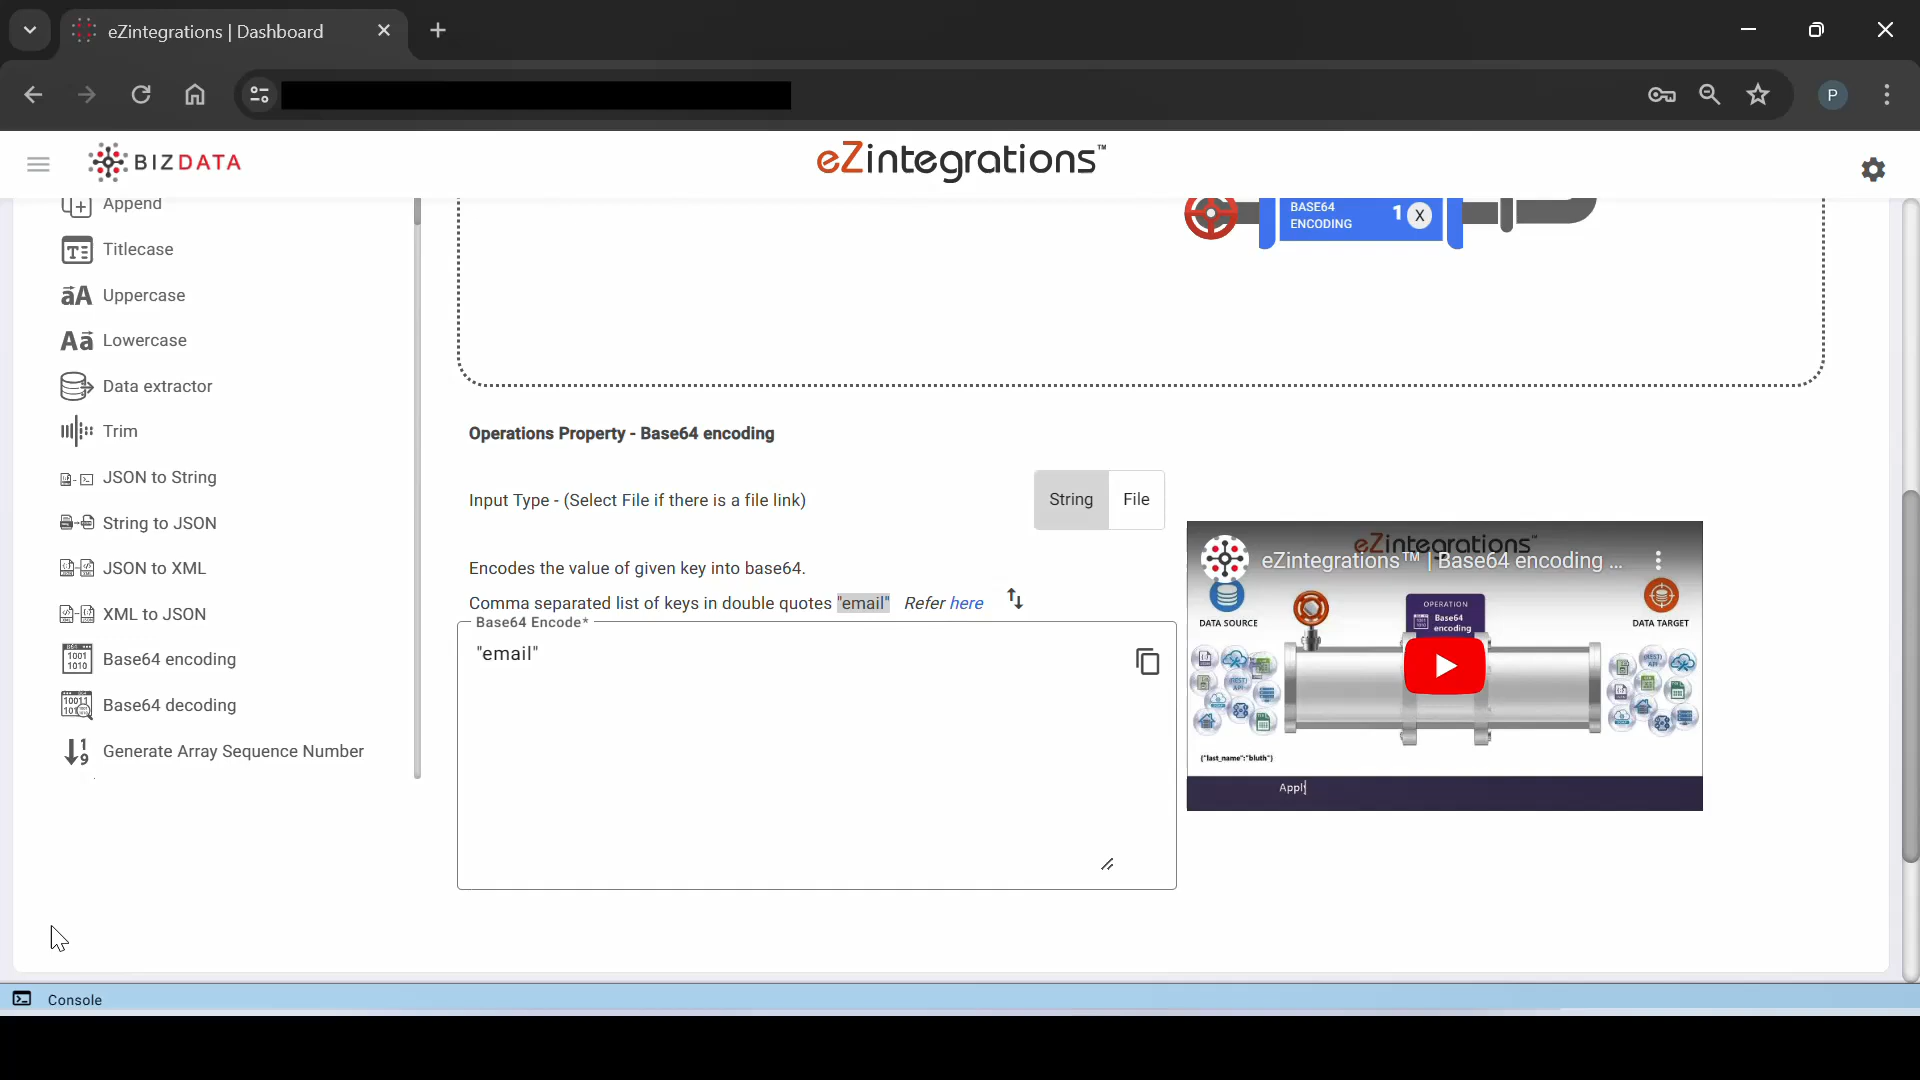 eZintegrations | Dashboard
P
BIZDATA
eZintegrations™
Append
Titlecase
Uppercase
Lowercase
Data extractor
Trim
JSON to String
String to JSON
JSON to XML
XML to JSON
Base64 encoding
Base64 decoding
Generate Array Sequence Number
BASE64
ENCODING
1 X
Operations Property - Base64 encoding
Input Type - (Select File if there is a file link)
String File
Encodes the value of given key into base64.
Comma separated list of keys in double quotes "email" Refer here
Base64 Encode*
"email"
eZintegrations™
eZintegrations™ | Base64 encoding ...
OPERATION
Base64
encoding
DATA SOURCE
DATA TARGET
{"last_name":"bluth"}
Apply
Console